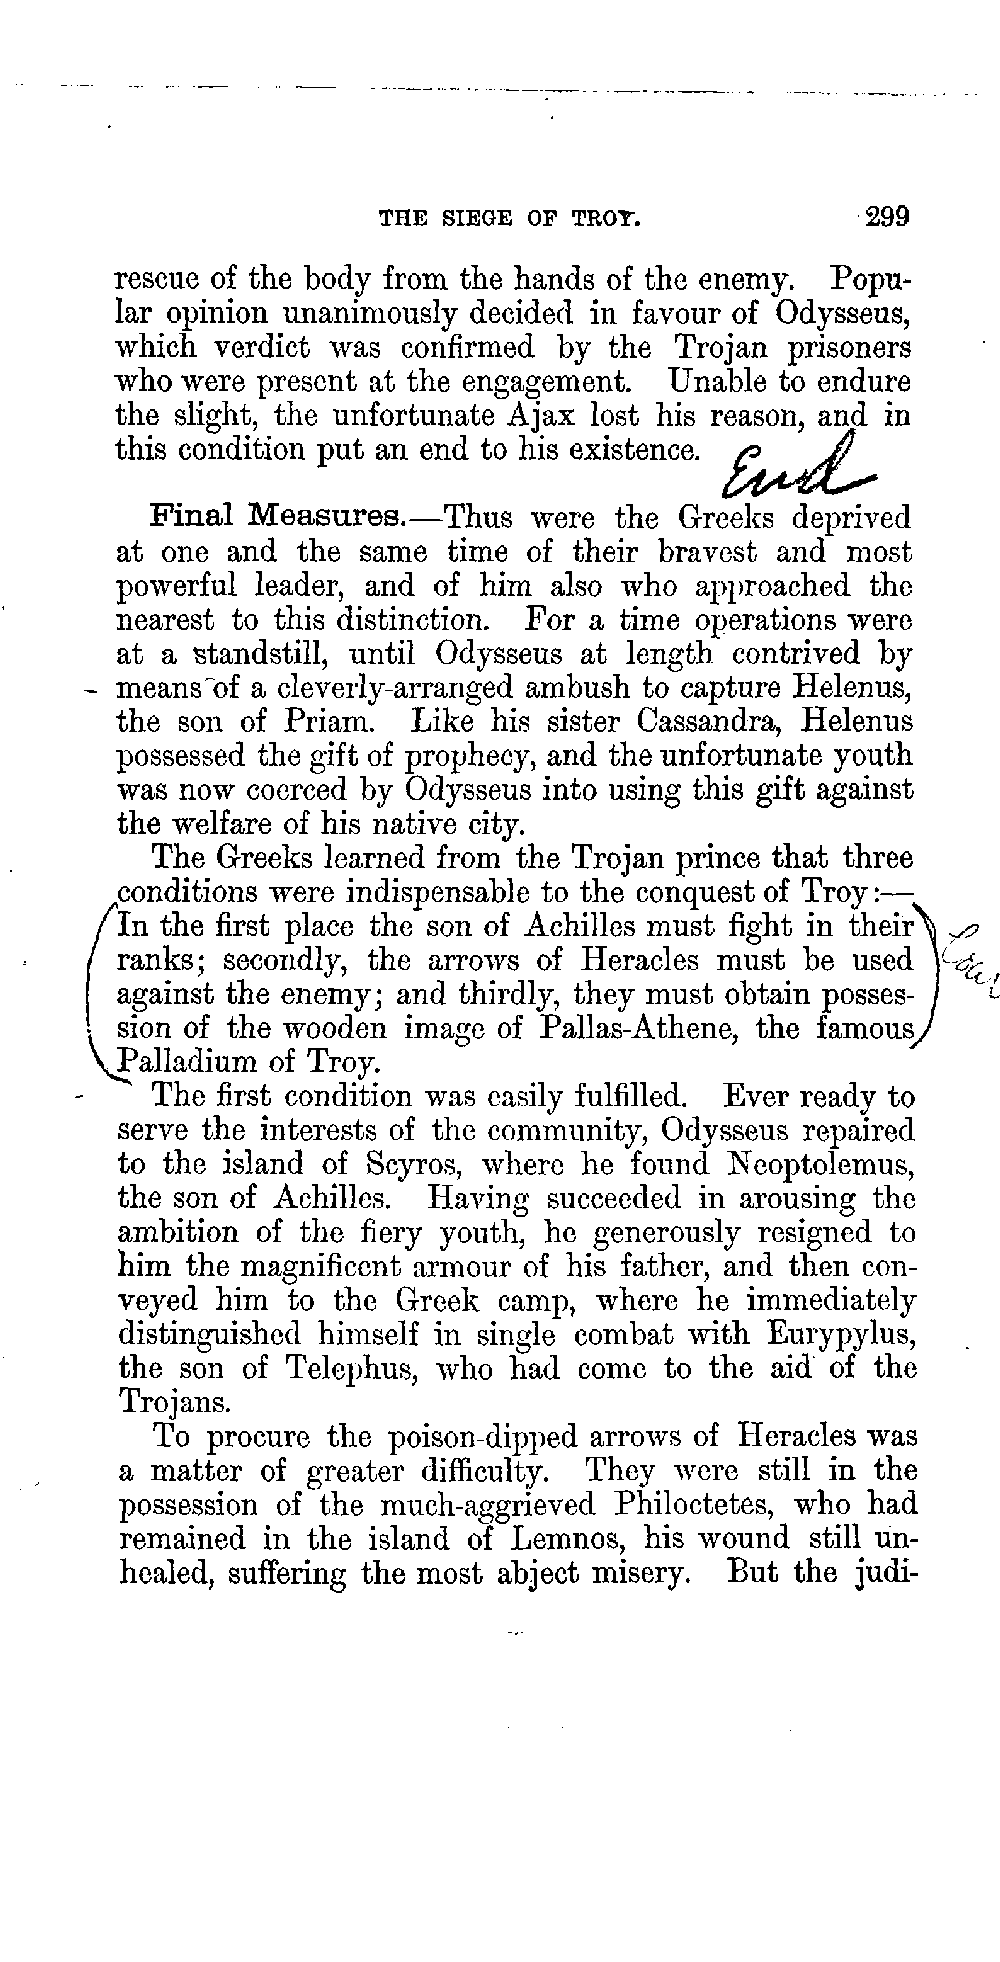 THE SIEGE OF TROY. 299
rescue of the body from the hands of the enemy. Popu-
lar opinion unanimously decided in favour of Odysseus,
which verdict was confirmed by the Trojan prisoners
who were present at the engagement. Unable to endure
the slight, the unfortunate Ajax lost his reason, and in
this condition put an end to his existence.
End
Final Measures.—Thus were the Greeks deprived
at one and the same time of their bravest and most
powerful leader, and of him also who approached the
nearest to this distinction. For a time operations were
at a standstill, until Odysseus at length contrived by
means of a cleverly-arranged ambush to capture Helenus,
the son of Priam. Like his sister Cassandra, Helenus
possessed the gift of prophecy, and the unfortunate youth
was now coerced by Odysseus into using this gift against
the welfare of his native city.
The Greeks learned from the Trojan prince that three
conditions were indispensable to the conquest of Troy:—
In the first place the son of Achilles must fight in their
ranks; secondly, the arrows of Heracles must be used
against the enemy; and thirdly, they must obtain posses-
sion of the wooden image of Pallas-Athene, the famous
Palladium of Troy.
The first condition was easily fulfilled. Ever ready to
serve the interests of the community, Odysseus repaired
to the island of Scyros, where he found Neoptolemus,
the son of Achilles. Having succeeded in arousing the
ambition of the fiery youth, he generously resigned to
him the magnificent armour of his father, and then con-
veyed him to the Greek camp, where he immediately
distinguished himself in single combat with Eurypylus,
the son of Telephus, who had come to the aid of the
Trojans.
To procure the poison-dipped arrows of Heracles was
a matter of greater difficulty. They were still in the
possession of the much-aggrieved Philoctetes, who had
remained in the island of Lemnos, his wound still un-
healed, suffering the most abject misery. But the judi-